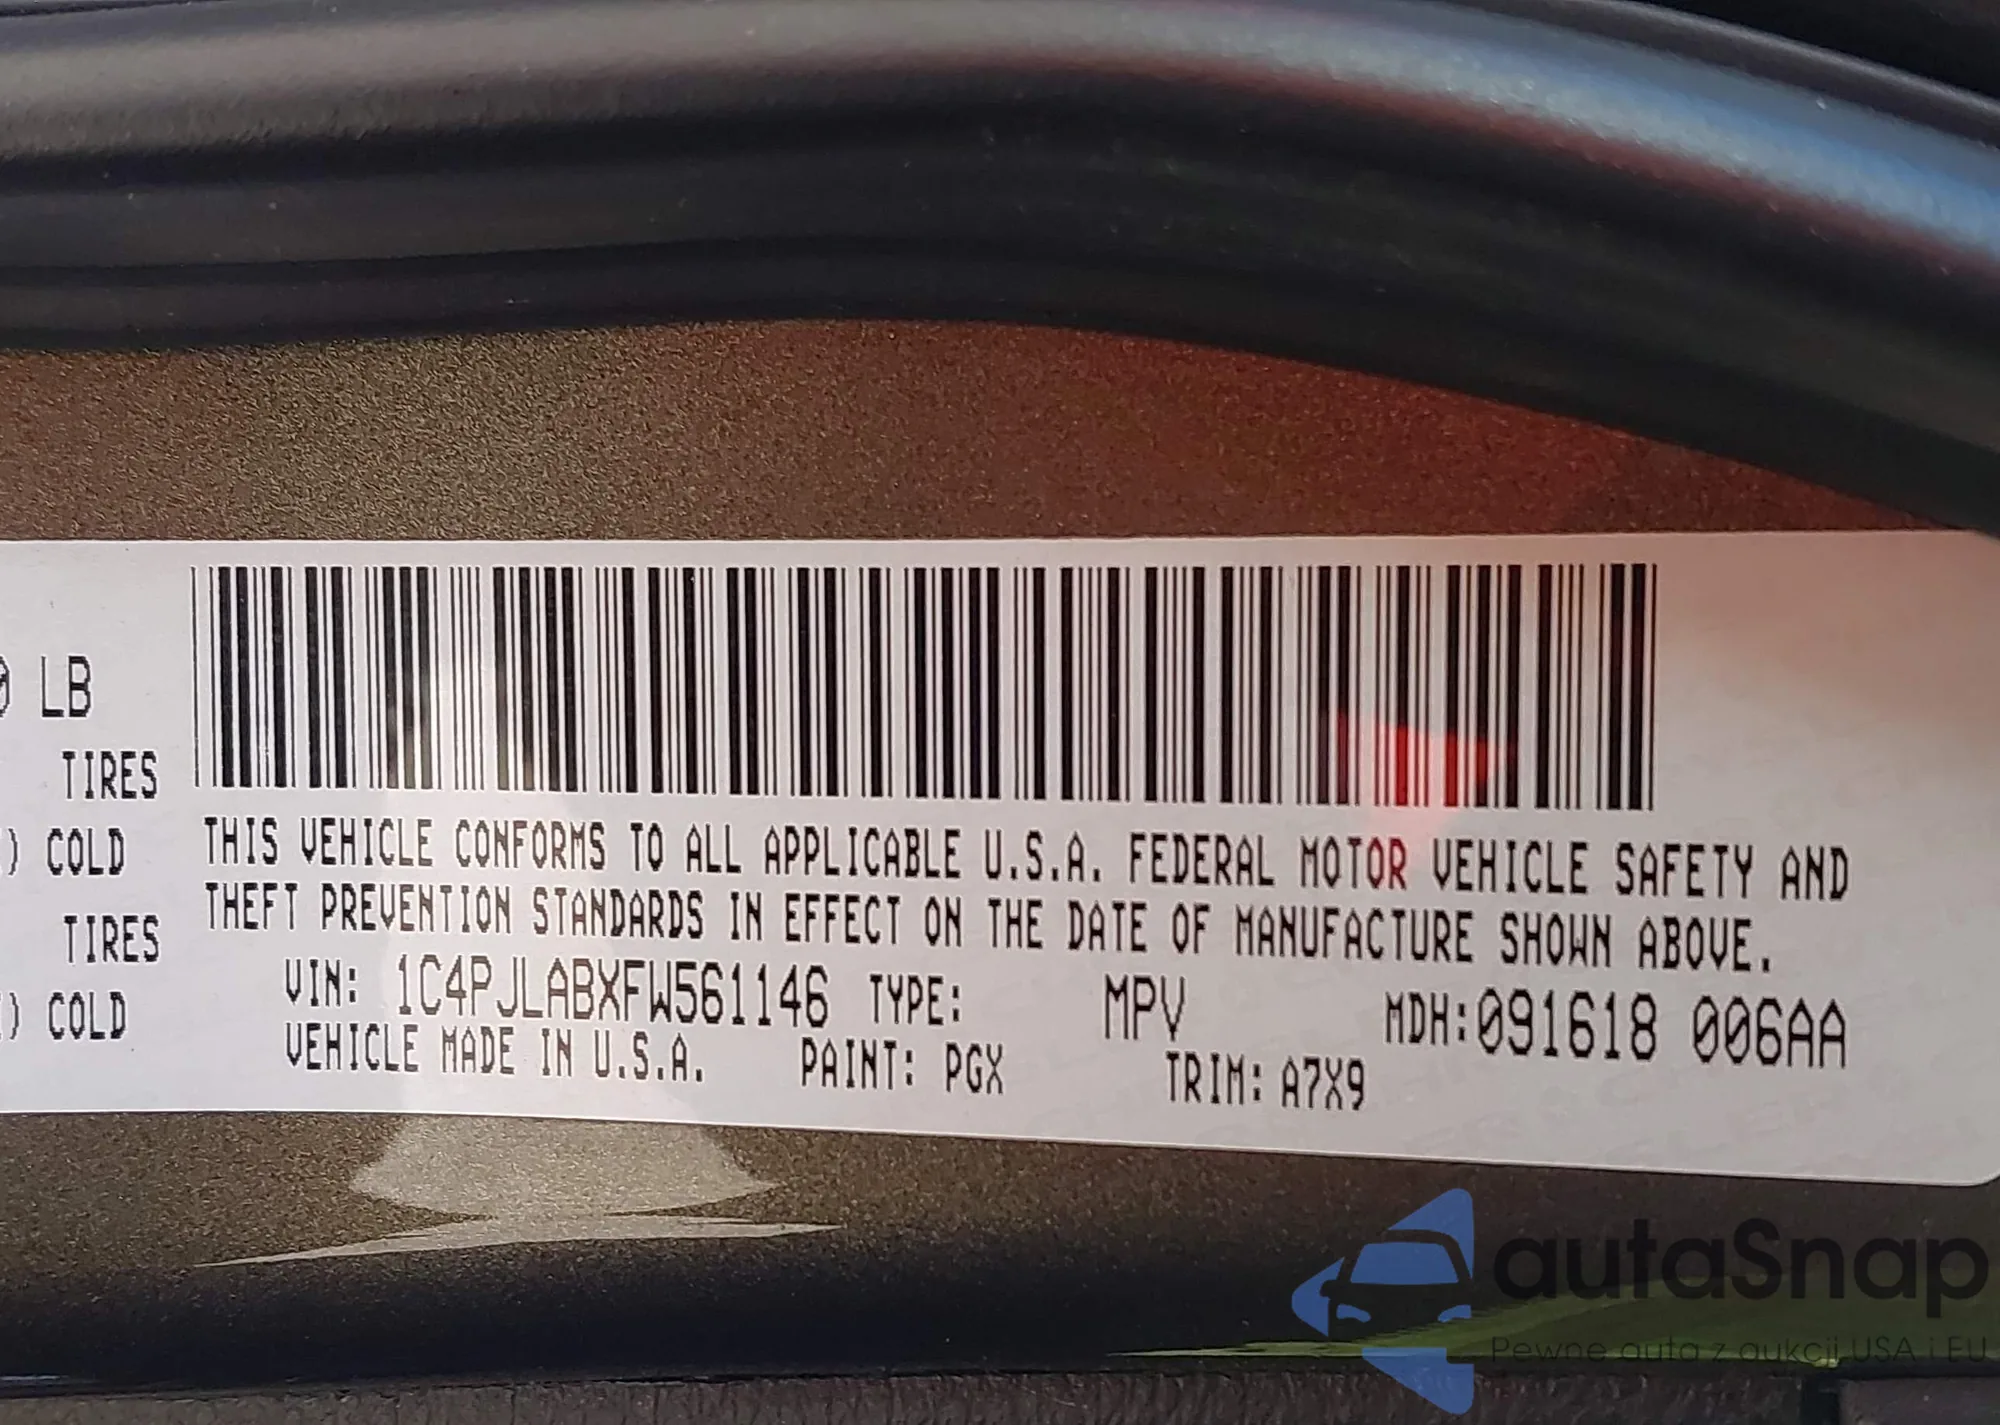 0 LB
TIRES
) COLD
TIRES
) COLD
THIS VEHICLE CONFORMS TO ALL APPLICABLE U.S.A. FEDERAL MOTOR VEHICLE SAFETY AND
THEFT PREVENTION STANDARDS IN EFFECT ON THE DATE OF MANUFACTURE SHOWN ABOVE.
VIN: 1C4PJLABXFW561146 TYPE: MPV MDH:091618 006AA
VEHICLE MADE IN U.S.A. PAINT: PGX TRIM: A7X9
autaSnap
Pewne auta z aukcji USA i EU